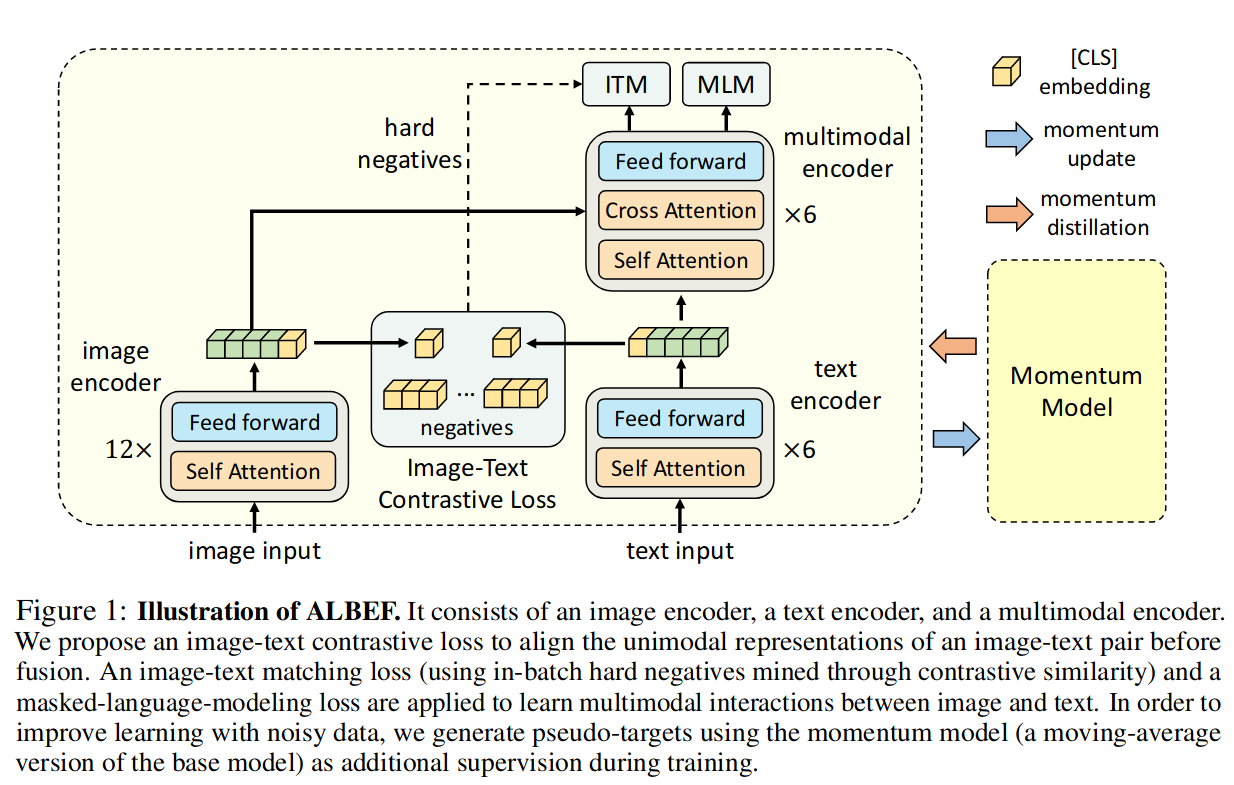 ITM
MLM
[CLS]
embedding
hard
negatives
multimodal
encoder
Feed forward
Cross Attention
Self Attention
×6
momentum
update
momentum
distillation
image
encoder
12×
Feed forward
Self Attention
...
negatives
Image-Text
Contrastive Loss
text
encoder
Feed forward
Self Attention
×6
Momentum
Model
image input
text input
Figure 1: Illustration of ALBEF. It consists of an image encoder, a text encoder, and a multimodal encoder.
We propose an image-text contrastive loss to align the unimodal representations of an image-text pair before
fusion. An image-text matching loss (using in-batch hard negatives mined through contrastive similarity) and a
masked-language-modeling loss are applied to learn multimodal interactions between image and text. In order to
improve learning with noisy data, we generate pseudo-targets using the momentum model (a moving-average
version of the base model) as additional supervision during training.